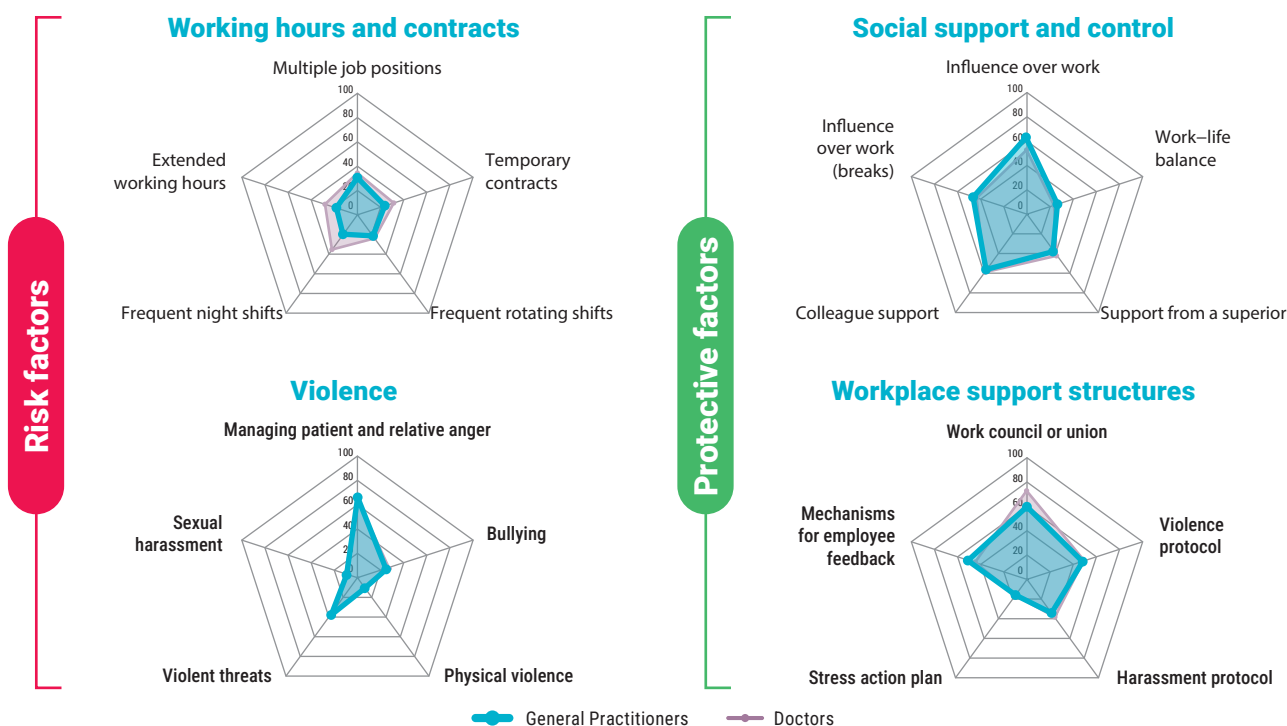 Risk factors
Working hours and contracts
Multiple job positions
100
80
60
40
20
0
Extended
working hours
Temporary
contracts
Frequent night shifts
Frequent rotating shifts
Violence
Managing patient and relative anger
100
80
60
40
20
0
Sexual
harassment
Bullying
Violent threats
Physical violence
Protective factors
Social support and control
Influence over work
100
80
60
40
20
0
Influence
over work
(breaks)
Work–life
balance
Colleague support
Support from a superior
Workplace support structures
Work council or union
100
80
60
40
20
0
Mechanisms
for employee
feedback
Violence
protocol
Stress action plan
Harassment protocol
General Practitioners
Doctors